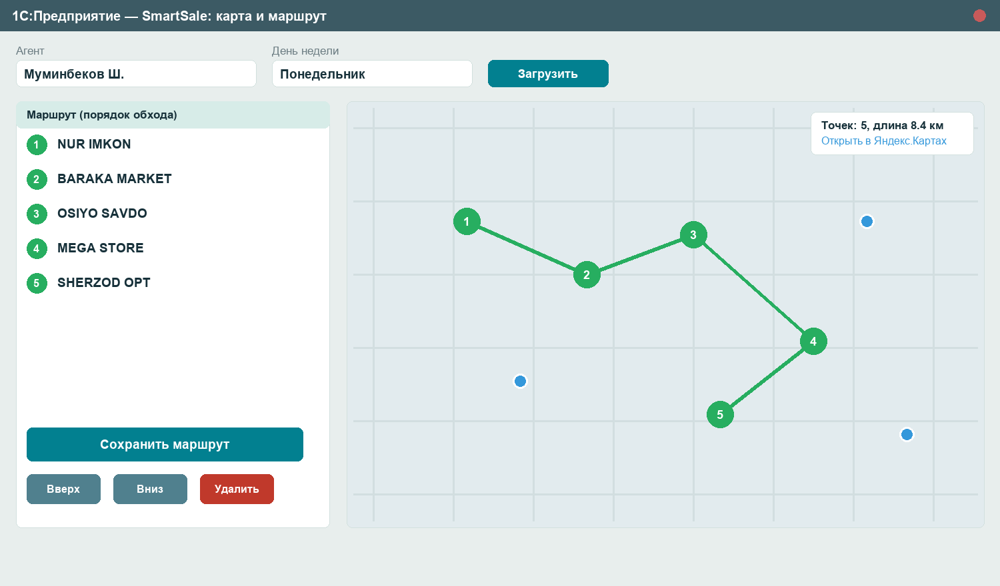 1С:Предприятие — SmartSale: карта и маршрут
Агент
День недели
Муминбеков Ш.
Понедельник
Загрузить
Маршрут (порядок обхода)
1 NUR IMKON
2 BARAKA MARKET
3 OSIYO SAVDO
4 MEGA STORE
5 SHERZOD OPT
Сохранить маршрут
Вверх
Вниз
Удалить
Точек: 5, длина 8.4 км
Открыть в Яндекс.Картах
1
2
3
4
5